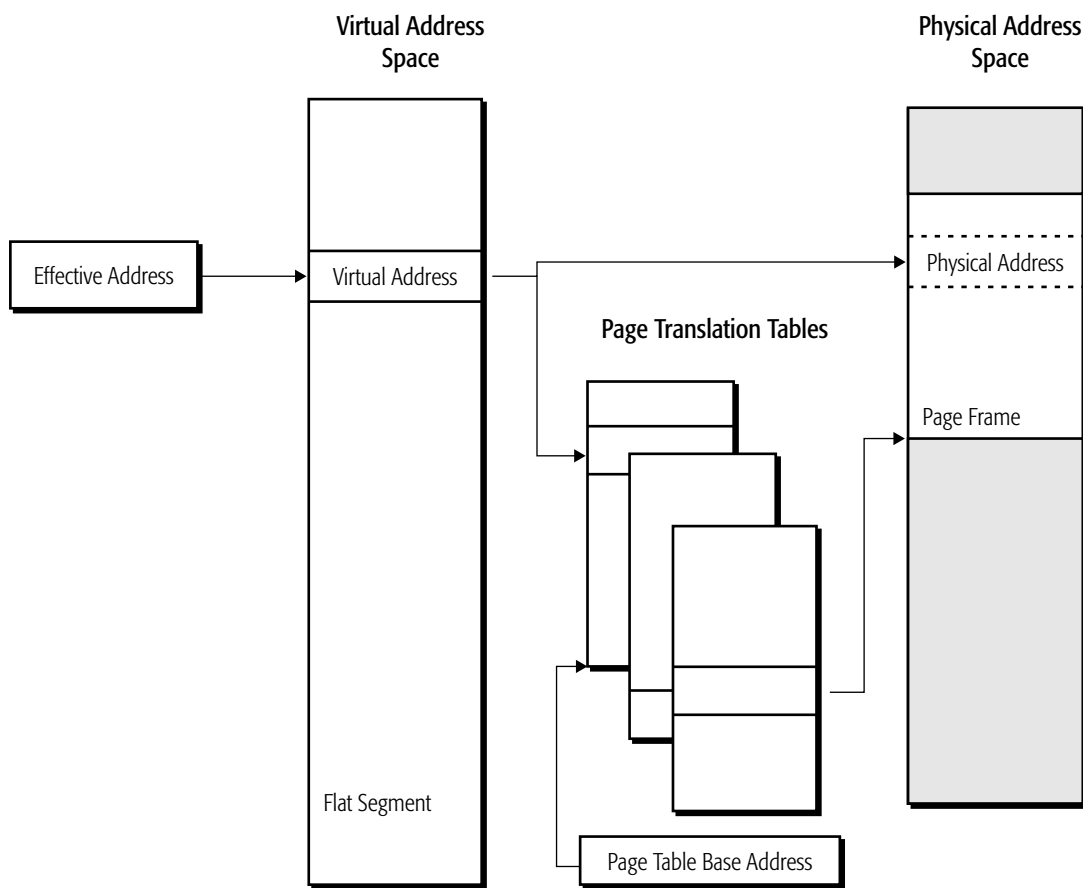 Virtual Address
Space
Physical Address
Space
Effective Address
Virtual Address
Physical Address
Page Translation Tables
Page Frame
Flat Segment
Page Table Base Address